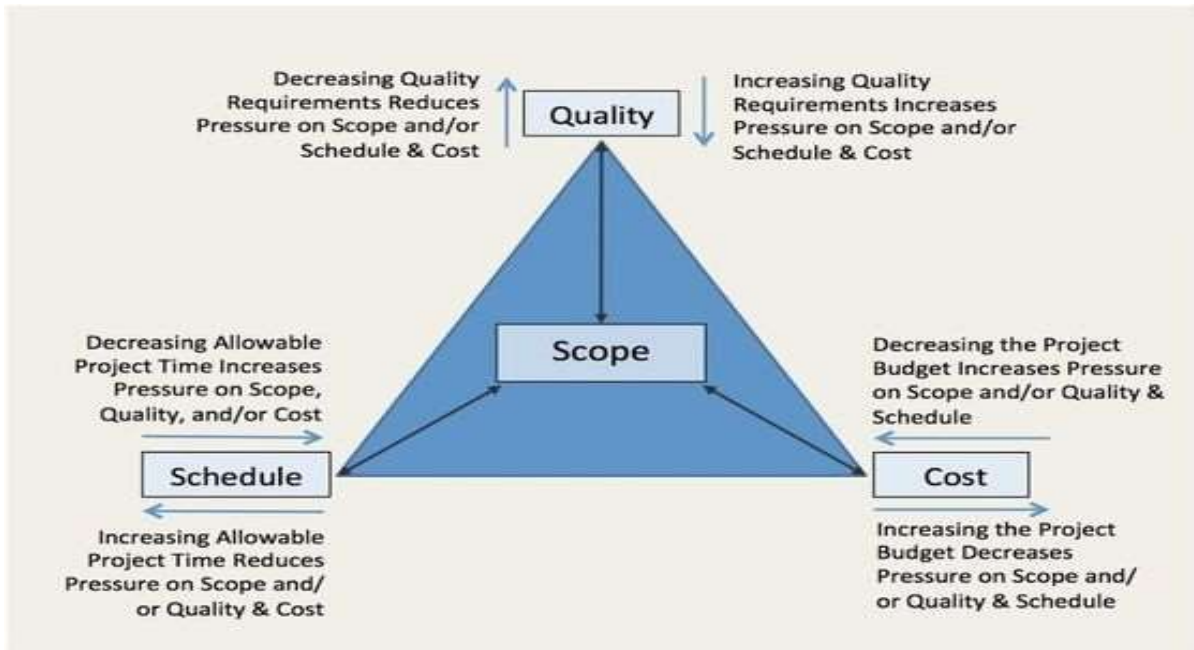 Decreasing Quality
Requirements Reduces
Pressure on Scope and/or
Schedule & Cost
Quality
Increasing Quality
Requirements Increases
Pressure on Scope and/or
Schedule & Cost
Scope
Decreasing Allowable
Project Time Increases
Pressure on Scope,
Quality, and/or Cost
Schedule
Increasing Allowable
Project Time Reduces
Pressure on Scope and/
or Quality & Cost
Decreasing the Project
Budget Increases Pressure
on Scope and/or Quality &
Schedule
Cost
Increasing the Project
Budget Decreases
Pressure on Scope and/
or Quality & Schedule